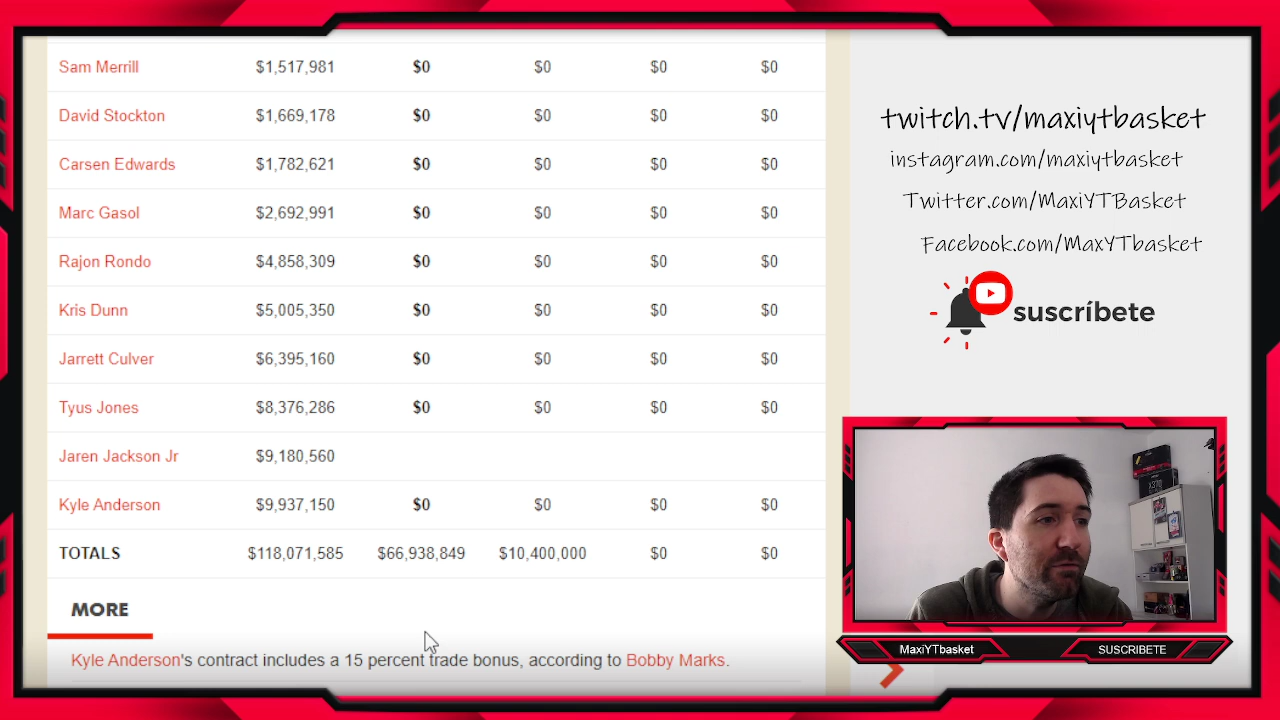 Sam Merrill $1,517,981 $0 $0 $0 $0
David Stockton $1,669,178 $0 $0 $0 $0
Carsen Edwards $1,782,621 $0 $0 $0 $0
Marc Gasol $2,692,991 $0 $0 $0 $0
Rajon Rondo $4,858,309 $0 $0 $0 $0
Kris Dunn $5,005,350 $0 $0 $0 $0
Jarrett Culver $6,395,160 $0 $0 $0 $0
Tyus Jones $8,376,286 $0 $0 $0 $0
Jaren Jackson Jr $9,180,560
Kyle Anderson $9,937,150 $0 $0 $0 $0
TOTALS $118,071,585 $66,938,849 $10,400,000 $0 $0
MORE
Kyle Anderson's contract includes a 15 percent trade bonus, according to Bobby Marks.
twitch.tv/maxiytbasket
instagram.com/maxiytbasket
Twitter.com/MaxiYTBasket
Facebook.com/MaxYTbasket
suscríbete
MaxiYTbasket
SUSCRIBETE